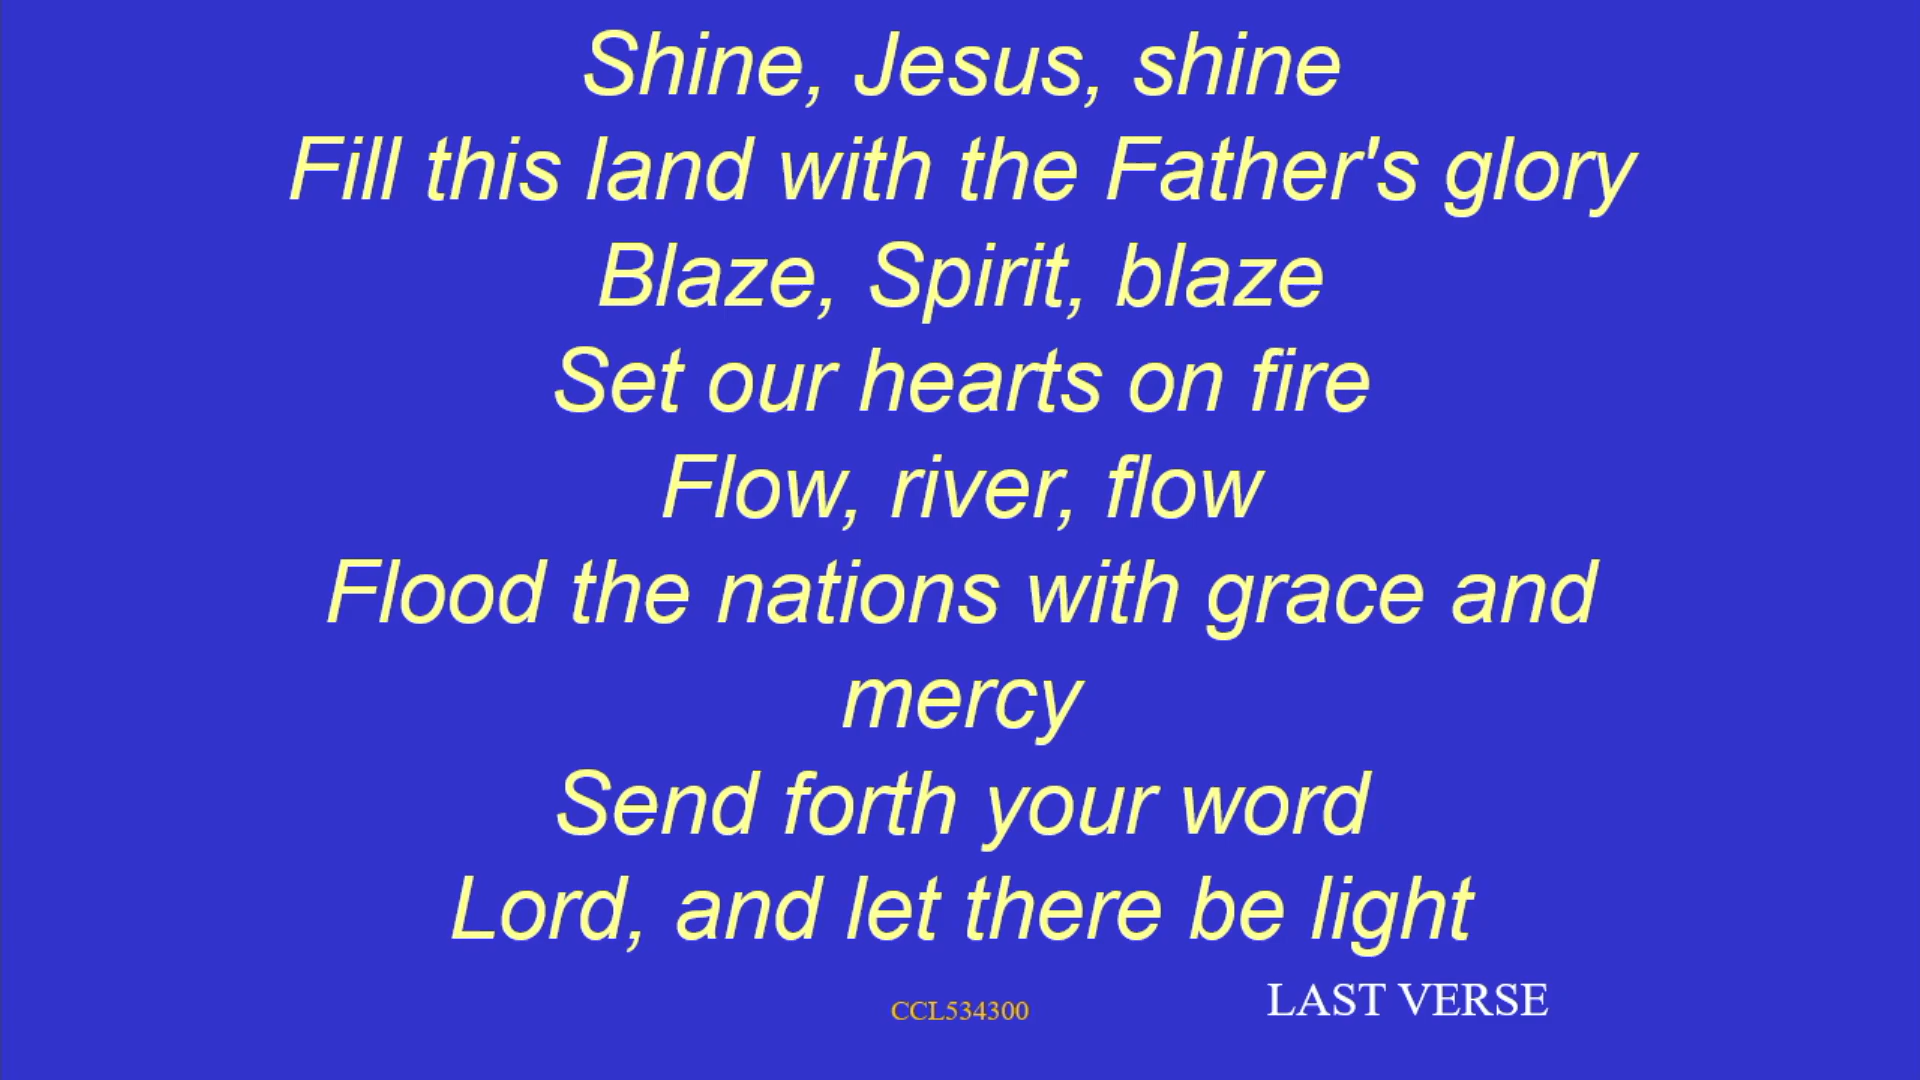 Shine, Jesus, shine
Fill this land with the Father's glory
Blaze, Spirit, blaze
Set our hearts on fire
Flow, river, flow
Flood the nations with grace and
mercy
Send forth your word
Lord, and let there be light
CCL534300
LAST VERSE